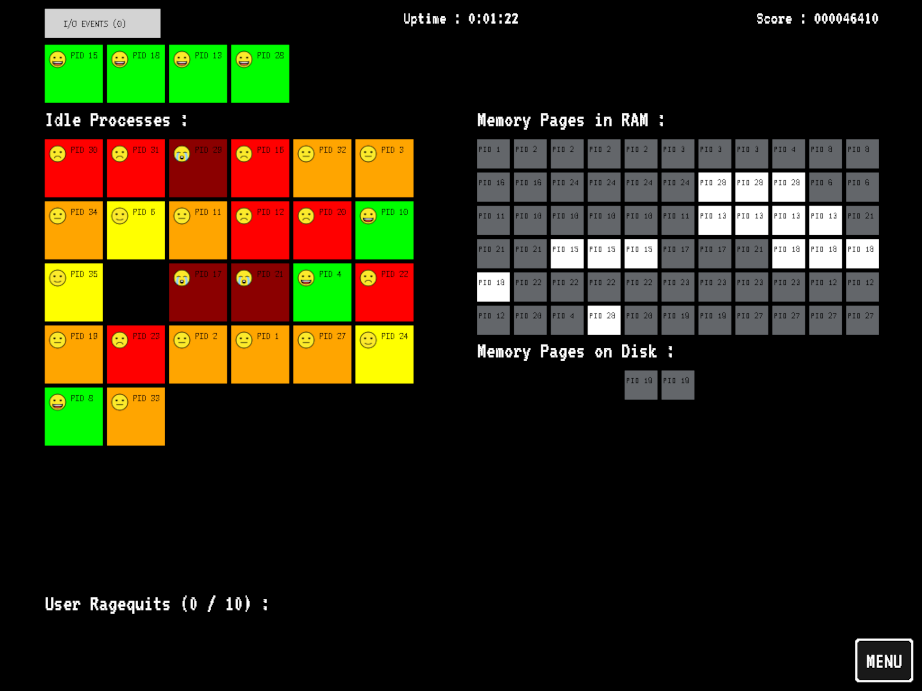 I/O EVENTS (0)
Uptime : 0:01:22
Score : 000046410
PID 15 PID 18 PID 13 PID 28
Idle Processes :
PID 30 PID 31 PID 16 PID 32 PID 3
PID 34 PID 6 PID 11 PID 12 PID 20 PID 10
PID 35 PID 17 PID 21 PID 4 PID 22
PID 19 PID 23 PID 2 PID 1 PID 27 PID 24
PID 8 PID 33
Memory Pages in RAM :
PID 1 PID 2 PID 2 PID 2 PID 2 PID 3 PID 3 PID 3 PID 4 PID 8 PID 8
PID 16 PID 16 PID 24 PID 24 PID 24 PID 24 PID 28 PID 28 PID 28 PID 6 PID 6
PID 11 PID 10 PID 10 PID 10 PID 10 PID 11 PID 13 PID 13 PID 13 PID 13 PID 21
PID 21 PID 21 PID 15 PID 15 PID 15 PID 17 PID 17 PID 21 PID 18 PID 18 PID 18
PID 18 PID 22 PID 22 PID 22 PID 22 PID 23 PID 23 PID 23 PID 23 PID 12 PID 12
PID 12 PID 20 PID 4 PID 28 PID 20 PID 19 PID 19 PID 27 PID 27 PID 27 PID 27
Memory Pages on Disk :
PID 19 PID 19
User Ragequits (0 / 10) :
MENU